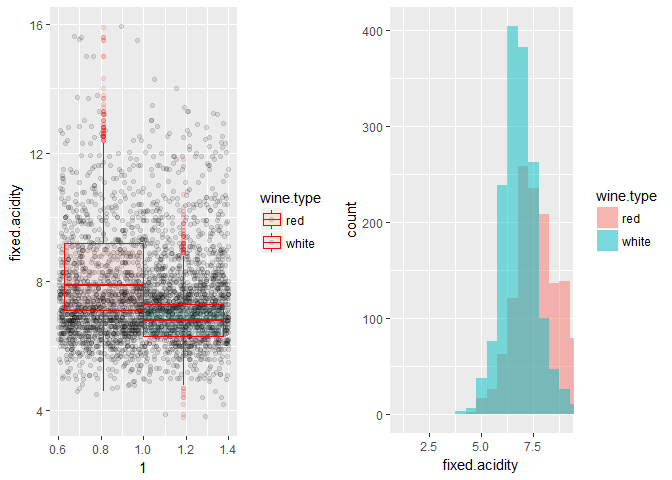 16
12
8
4
fixed.acidity
0.6 0.8 1.0 1.2 1.4
1
wine.type
red
white
400
300
200
100
0
count
2.5 5.0 7.5
fixed.acidity
wine.type
red
white